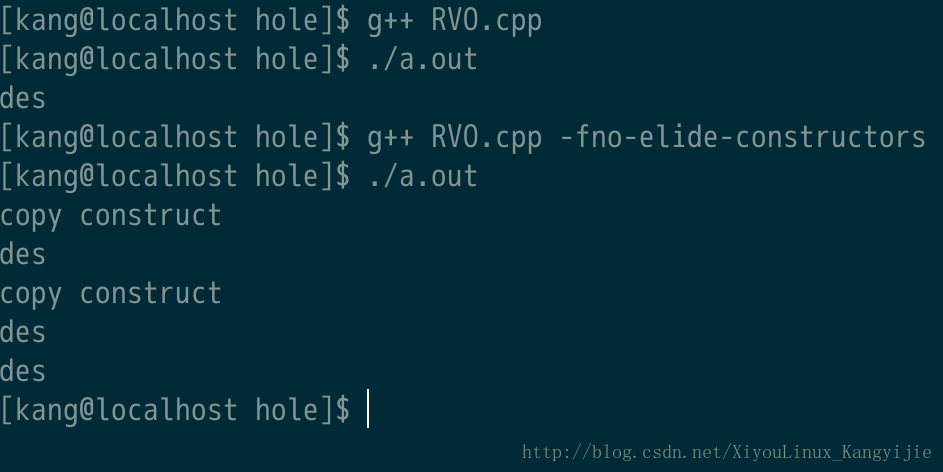 [kang@localhost hole]$ g++ RVO.cpp
[kang@localhost hole]$ ./a.out
des
[kang@localhost hole]$ g++ RVO.cpp -fno-elide-constructors
[kang@localhost hole]$ ./a.out
copy construct
des
copy construct
des
des
[kang@localhost hole]$
http://blog.csdn.net/XiyouLinux_Kangyijie